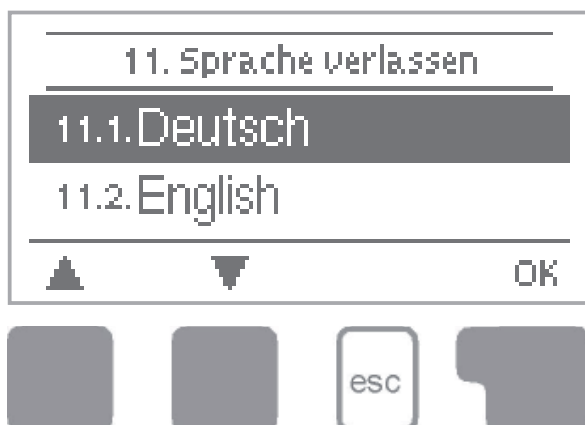 11. Sprache verlassen
11.1. Deutsch
11.2. English
OK
esc